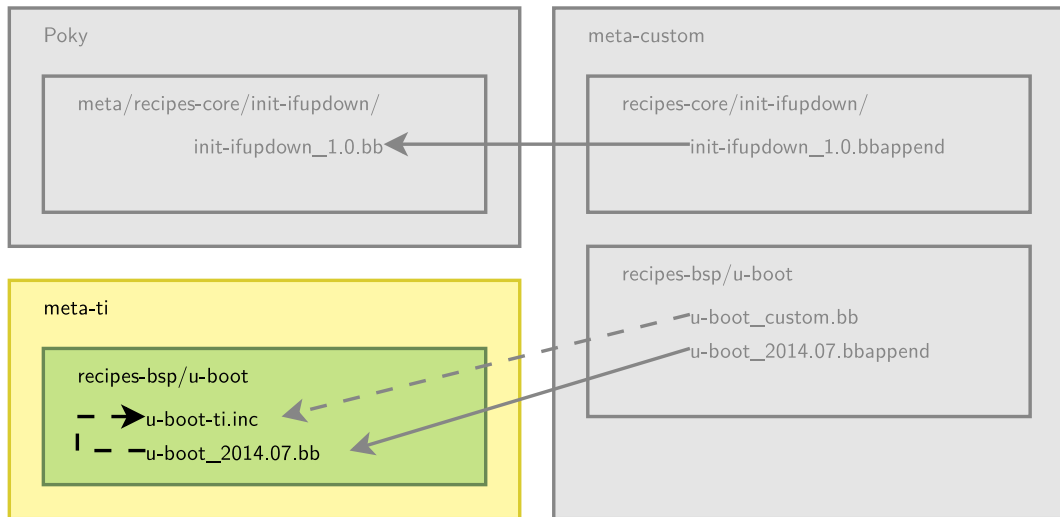 Poky
meta/recipes-core/init-ifupdown/
init-ifupdown_1.0.bb
meta-custom
recipes-core/init-ifupdown/
init-ifupdown_1.0.bbappend
recipes-bsp/u-boot
u-boot_custom.bb
u-boot_2014.07.bbappend
meta-ti
recipes-bsp/u-boot
u-boot-ti.inc
u-boot_2014.07.bb